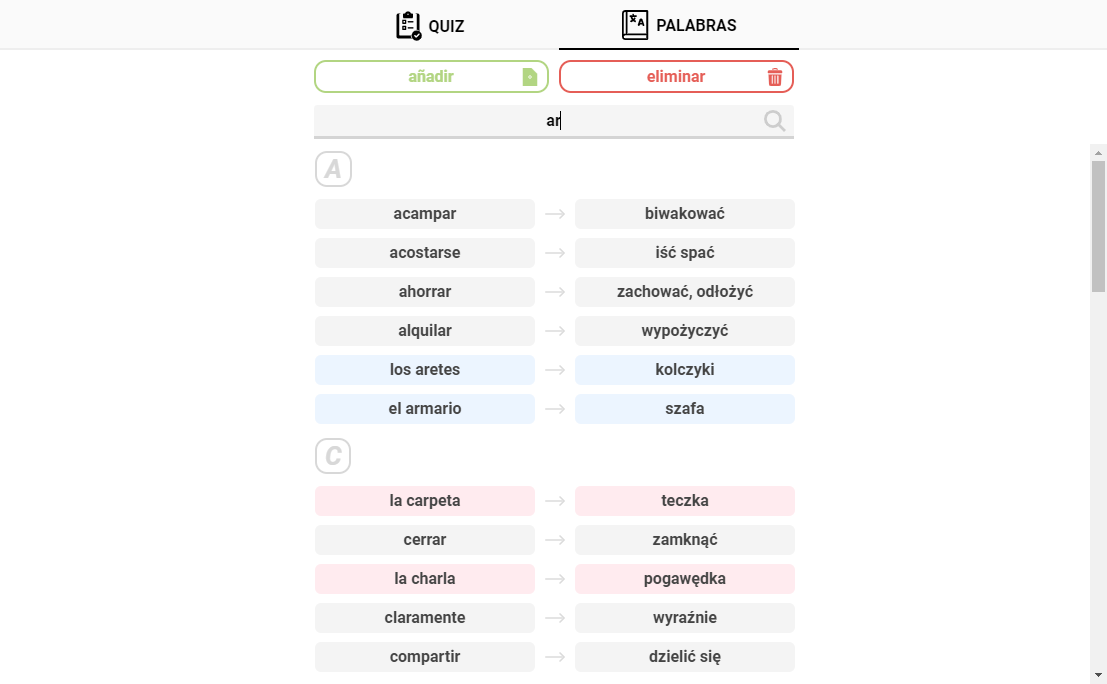 QUIZ
PALABRAS
añadir
eliminar
ar
A
acampar → biwakować
acostarse → iść spać
ahorrar → zachować, odłożyć
alquilar → wypożyczyć
los aretes → kolczyki
el armario → szafa
C
la carpeta → teczka
cerrar → zamknąć
la charla → pogawędka
claramente → wyraźnie
compartir → dzielić się